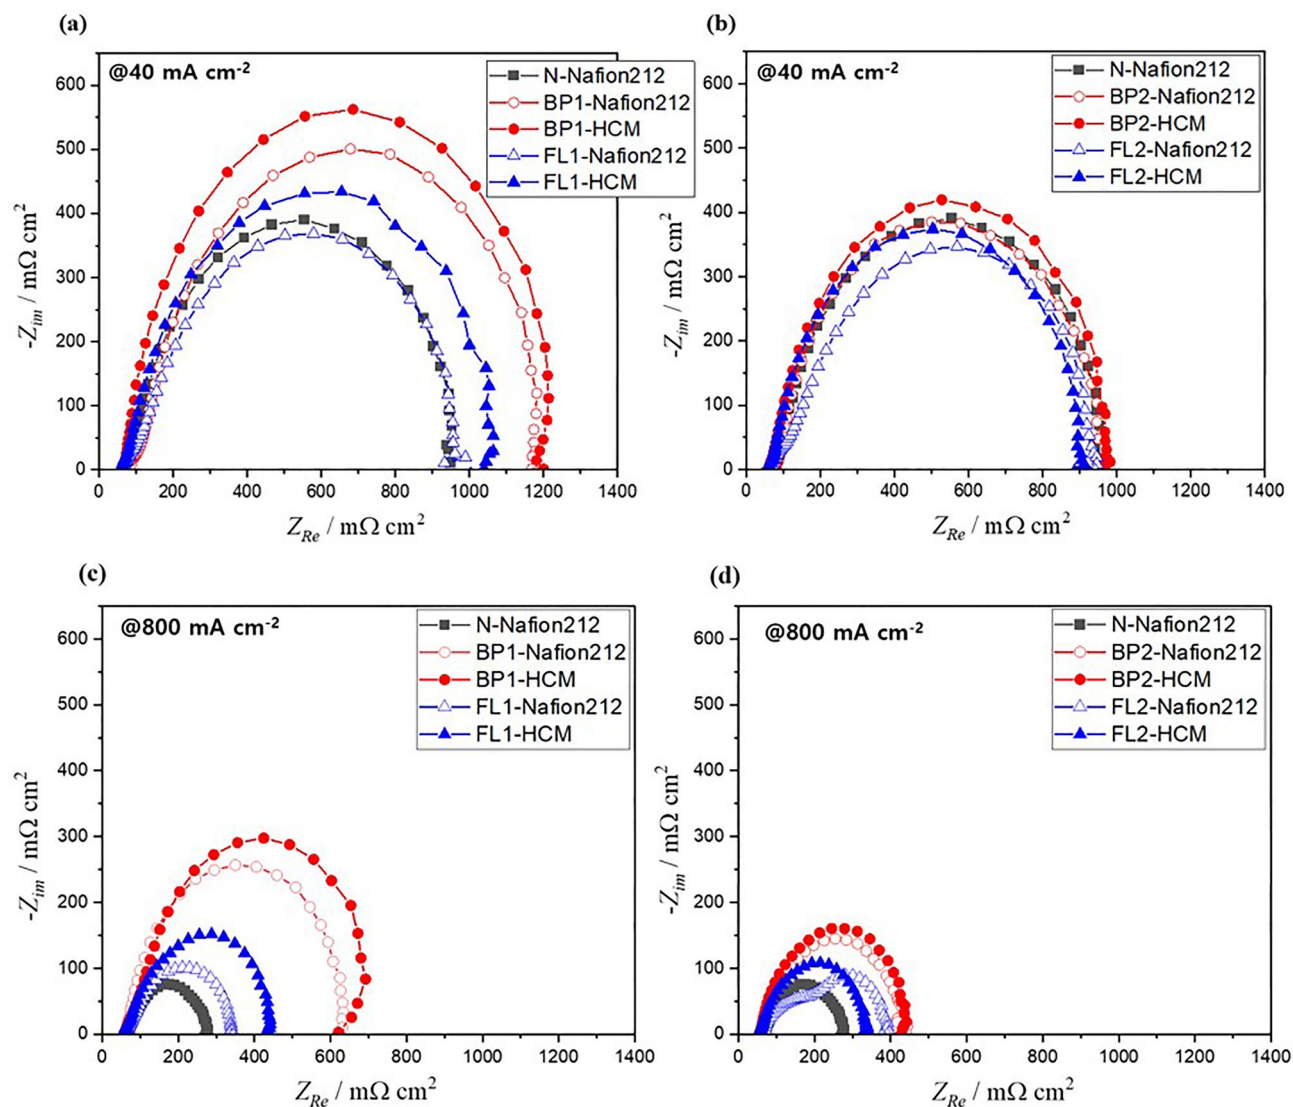 (a)
@40 mA cm-2
N-Nafion212
BP1-Nafion212
BP1-HCM
FL1-Nafion212
FL1-HCM
600
500
400
300
200
100
0
-Zim / mΩ cm2
0 200 400 600 800 1000 1200 1400
ZRe / mΩ cm2
(b)
@40 mA cm-2
N-Nafion212
BP2-Nafion212
BP2-HCM
FL2-Nafion212
FL2-HCM
600
500
400
300
200
100
0
-Zim / mΩ cm2
0 200 400 600 800 1000 1200 1400
ZRe / mΩ cm2
(c)
@800 mA cm-2
N-Nafion212
BP1-Nafion212
BP1-HCM
FL1-Nafion212
FL1-HCM
600
500
400
300
200
100
0
-Zim / mΩ cm2
0 200 400 600 800 1000 1200 1400
ZRe / mΩ cm2
(d)
@800 mA cm-2
N-Nafion212
BP2-Nafion212
BP2-HCM
FL2-Nafion212
FL2-HCM
600
500
400
300
200
100
0
-Zim / mΩ cm2
0 200 400 600 800 1000 1200 1400
ZRe / mΩ cm2